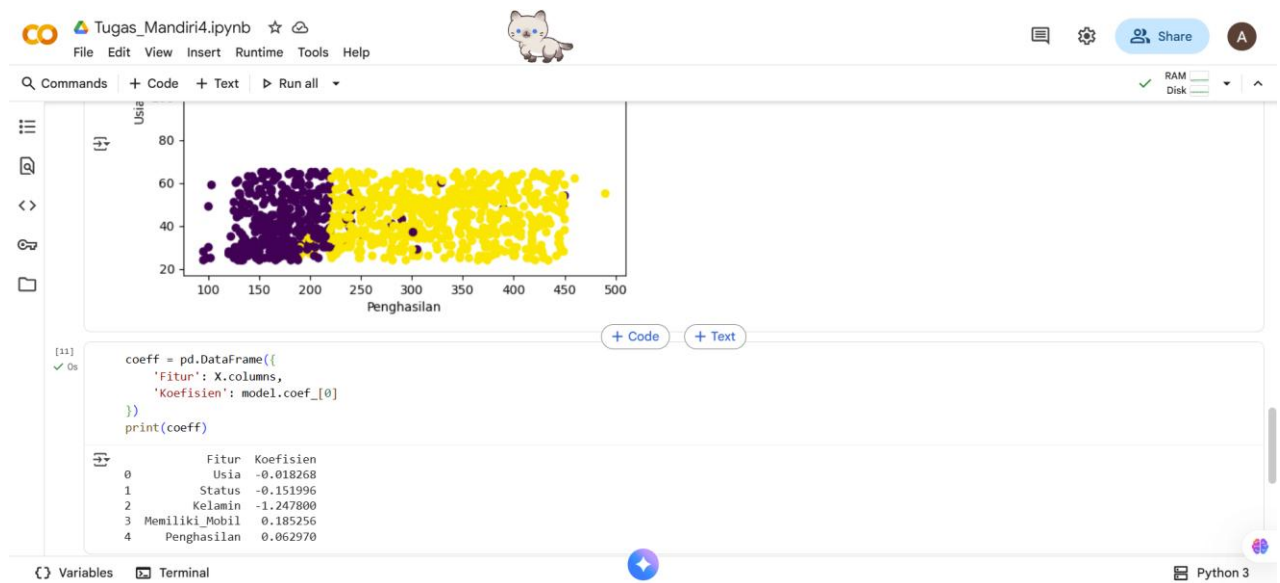 Tugas_Mandiri4.ipynb
File Edit View Insert Runtime Tools Help
Share
A
Commands + Code + Text Run all
RAM
Disk
Usia
80
60
40
20
100 150 200 250 300 350 400 450 500
Penghasilan
+ Code + Text
[11]
0s
coeff = pd.DataFrame({
'Fitur': X.columns,
'Koefisien': model.coef_[0]
})
print(coeff)
Fitur Koefisien
0 Usia -0.018268
1 Status -0.151996
2 Kelamin -1.247800
3 Memiliki_Mobil 0.185256
4 Penghasilan 0.062970
{} Variables Terminal
Python 3